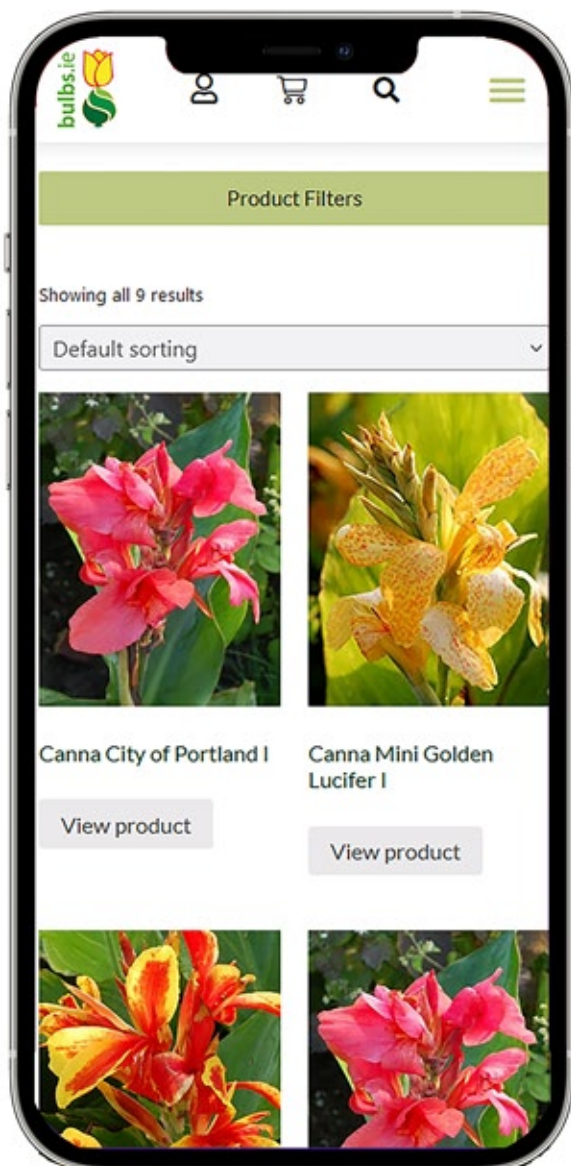 bulbs.ie
Product Filters
Showing all 9 results
Default sorting
Canna City of Portland I
Canna Mini Golden
Lucifer I
View product
View product